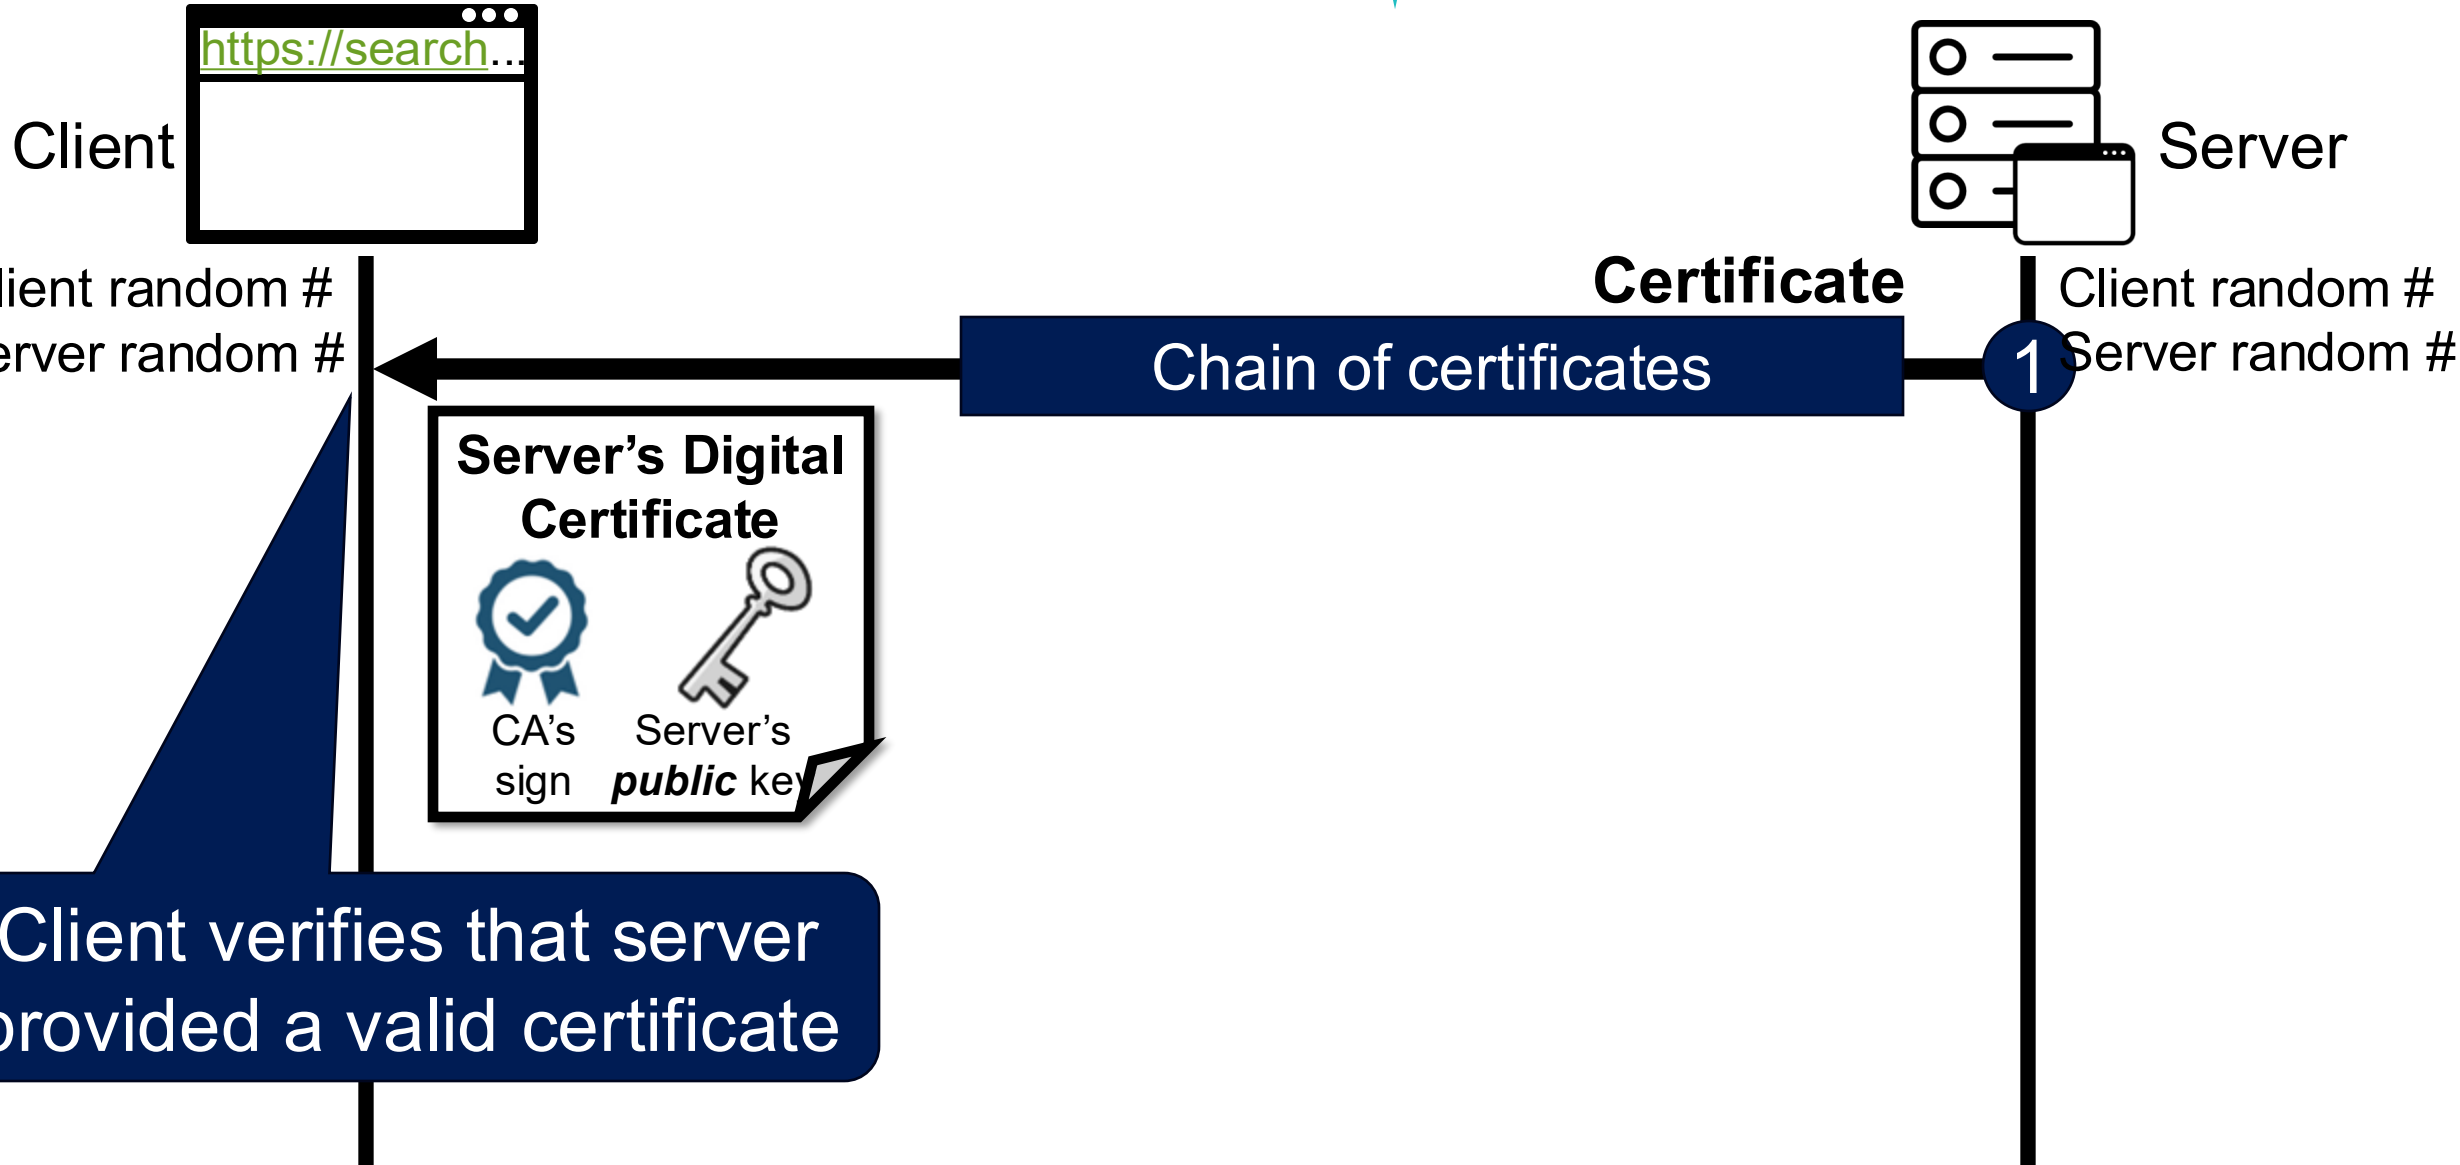 https://search...
Client
Server
lient random #
erver random #
Certificate
Client random #
Server random #
Chain of certificates
1
Server’s Digital
Certificate
CA’s
sign
Server’s
public key
Client verifies that server
provided a valid certificate